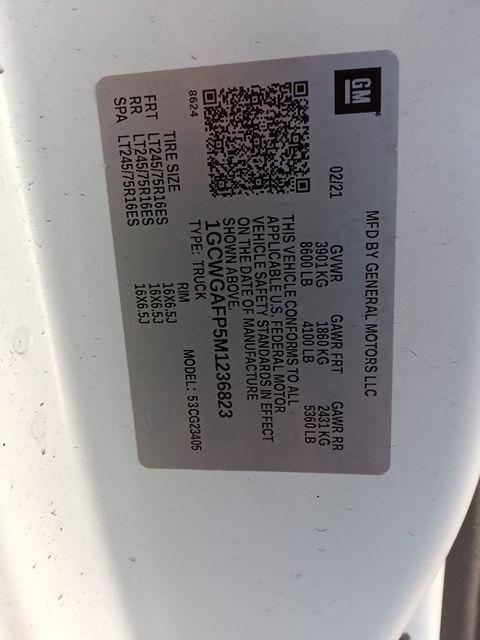 GM
MFD BY GENERAL MOTORS LLC
02/21 GVWR GAWR FRT GAWR RR
3901 KG 1860 KG 2431 KG
8600 LB 4100 LB 5360 LB
THIS VEHICLE CONFORMS TO ALL
APPLICABLE U.S. FEDERAL MOTOR
VEHICLE SAFETY STANDARDS IN EFFECT
ON THE DATE OF MANUFACTURE
SHOWN ABOVE.
1GCWGAFP5M1236823
TYPE: TRUCK MODEL: 53CG23405
8624
TIRE SIZE RIM
FRT LT245/75R16ES 16X6.5J
RR LT245/75R16ES 16X6.5J
SPA LT245/75R16ES 16X6.5J